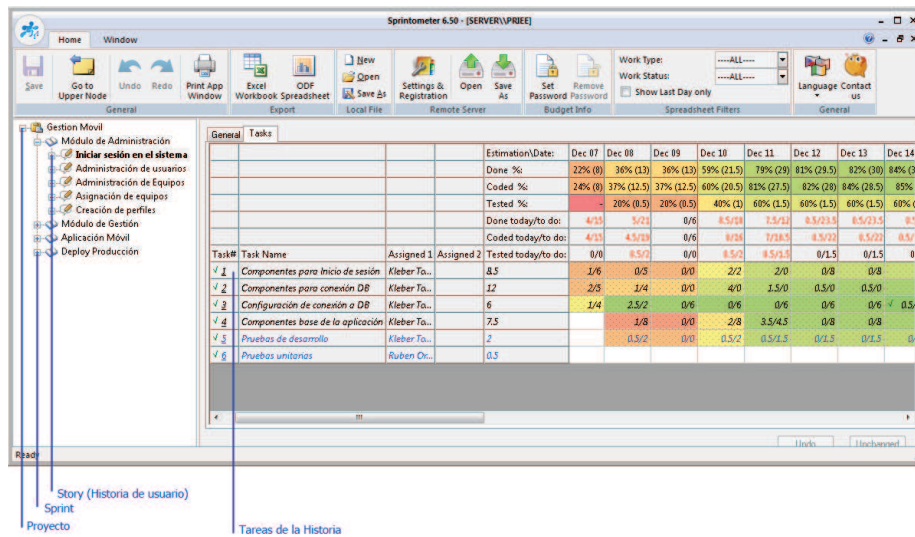 Sprintometer 6.50 - [SERVER\\PRIEE]
Home Window
Save Go to Upper Node Undo Redo Print App Window Excel Workbook ODF Spreadsheet New Open Save As Settings & Registration Open Save As Set Password Remove Password Work Type: ----ALL---- Work Status: ----ALL---- Show Last Day only Language Contact us
General Export Local File Remote Server Budget Info Spreadsheet Filters General
Gestion Movil
Módulo de Administración
Iniciar sesión en el sistema
Administración de usuarios
Administración de Equipos
Asignación de equipos
Creación de perfiles
Módulo de Gestión
Aplicación Móvil
Deploy Producción
General Tasks
Estimation\Date: Dec 07 Dec 08 Dec 09 Dec 10 Dec 11 Dec 12 Dec 13 Dec 14
Done %: 22% (8) 36% (13) 36% (13) 59% (21.5) 79% (29) 81% (29.5) 82% (30) 84%
Coded %: 24% (8) 37% (12.5) 37% (12.5) 60% (20.5) 81% (27.5) 82% (28) 84% (28.5) 85%
Tested %: - 20% (0.5) 20% (0.5) 40% (1) 60% (1.5) 60% (1.5) 60% (1.5) 60%
Done today/to do: 4/15 5/21 0/6 8.5/18 7.5/12 0.5/23.5 0.5/23.5
Coded today/to do: 4/15 4.5/19 0/6 8/16 7/10.5 0.5/22 0.5/22
Task# Task Name Assigned 1 Assigned 2 Tested today/to do: 0/0 0.5/2 0/0 0.5/2 0.5/1.5 0/1.5 0/1.5
1 Componentes para Inicio de sesión Kleber To... 8.5 1/6 0/5 0/0 2/2 2/0 0/8 0/8
2 Componentes para conexión DB Kleber To... 12 2/5 1/4 0/0 4/0 1.5/0 0.5/0 0.5/0
3 Configuración de conexión a DB Kleber To... 6 1/4 2.5/2 0/6 0/6 0/6 0/6 0/6
4 Componentes base de la aplicación Kleber To... 7.5 1/8 0/0 2/8 3.5/4.5 0/8 0/8
5 Pruebas de desarrollo Kleber To... 2 0.5/2 0/0 0.5/2 0.5/1.5 0/1.5 0/1.5
6 Pruebas unitarias Ruben Or... 0.5
Undo Unchanged
Ready
Story (Historia de usuario)
Sprint
Proyecto
Tareas de la Historia